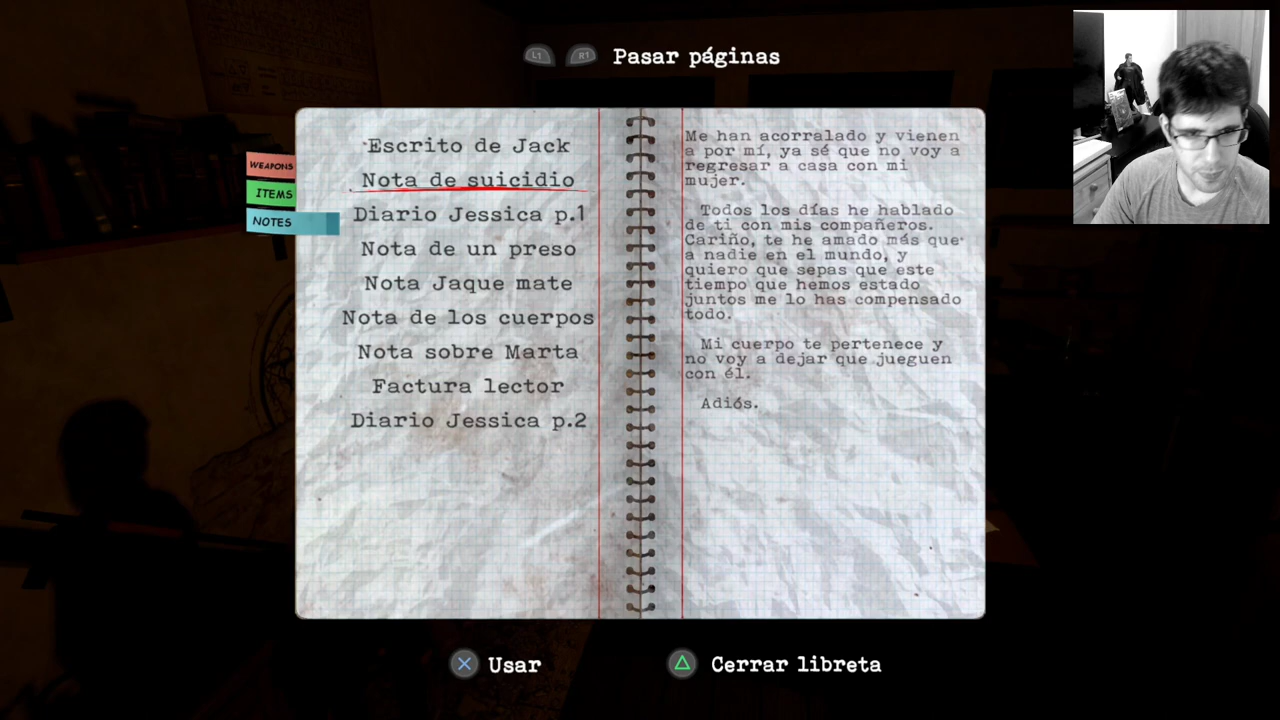 L1 R1 Pasar páginas
WEAPONS
ITEMS
NOTES
Escrito de Jack
Nota de suicidio
Diario Jessica p.1
Nota de un preso
Nota Jaque mate
Nota de los cuerpos
Nota sobre Marta
Factura lector
Diario Jessica p.2
Me han acorralado y vienen
a por mí, ya sé que no voy a
regresar a casa con mi
mujer.
Todos los días he hablado
de ti con mis compañeros.
Cariño, te he amado más que
a nadie en el mundo, y
quiero que sepas que este
tiempo que hemos estado
juntos me lo has compensado
todo.
Mi cuerpo te pertenece y
no voy a dejar que jueguen
con él.
Adiós.
Usar
Cerrar libreta